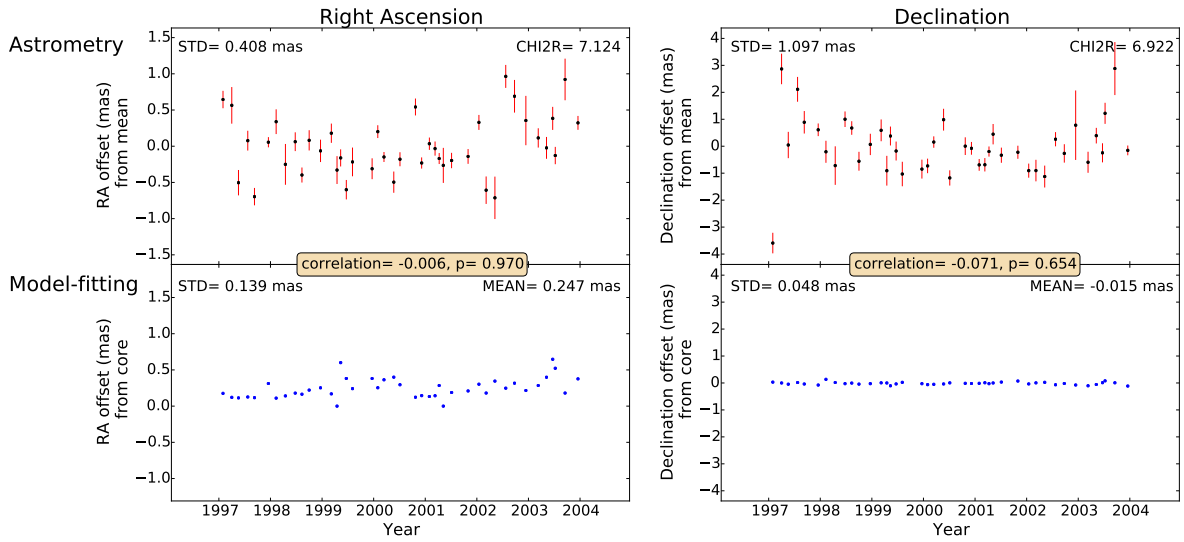 Right Ascension
Declination
Astrometry
STD= 0.408 mas
CHI2R= 7.124
RA offset (mas)
from mean
1.5
1.0
0.5
0.0
−0.5
−1.0
−1.5
STD= 1.097 mas
CHI2R= 6.922
Declination offset (mas)
from mean
4
3
2
1
0
−1
−2
−3
−4
correlation= -0.006, p= 0.970
correlation= -0.071, p= 0.654
Model-fitting
STD= 0.139 mas
MEAN= 0.247 mas
RA offset (mas)
from core
1.5
1.0
0.5
0.0
−0.5
−1.0
1997 1998 1999 2000 2001 2002 2003 2004
Year
STD= 0.048 mas
MEAN= -0.015 mas
Declination offset (mas)
from core
4
3
2
1
0
−1
−2
−3
−4
1997 1998 1999 2000 2001 2002 2003 2004
Year